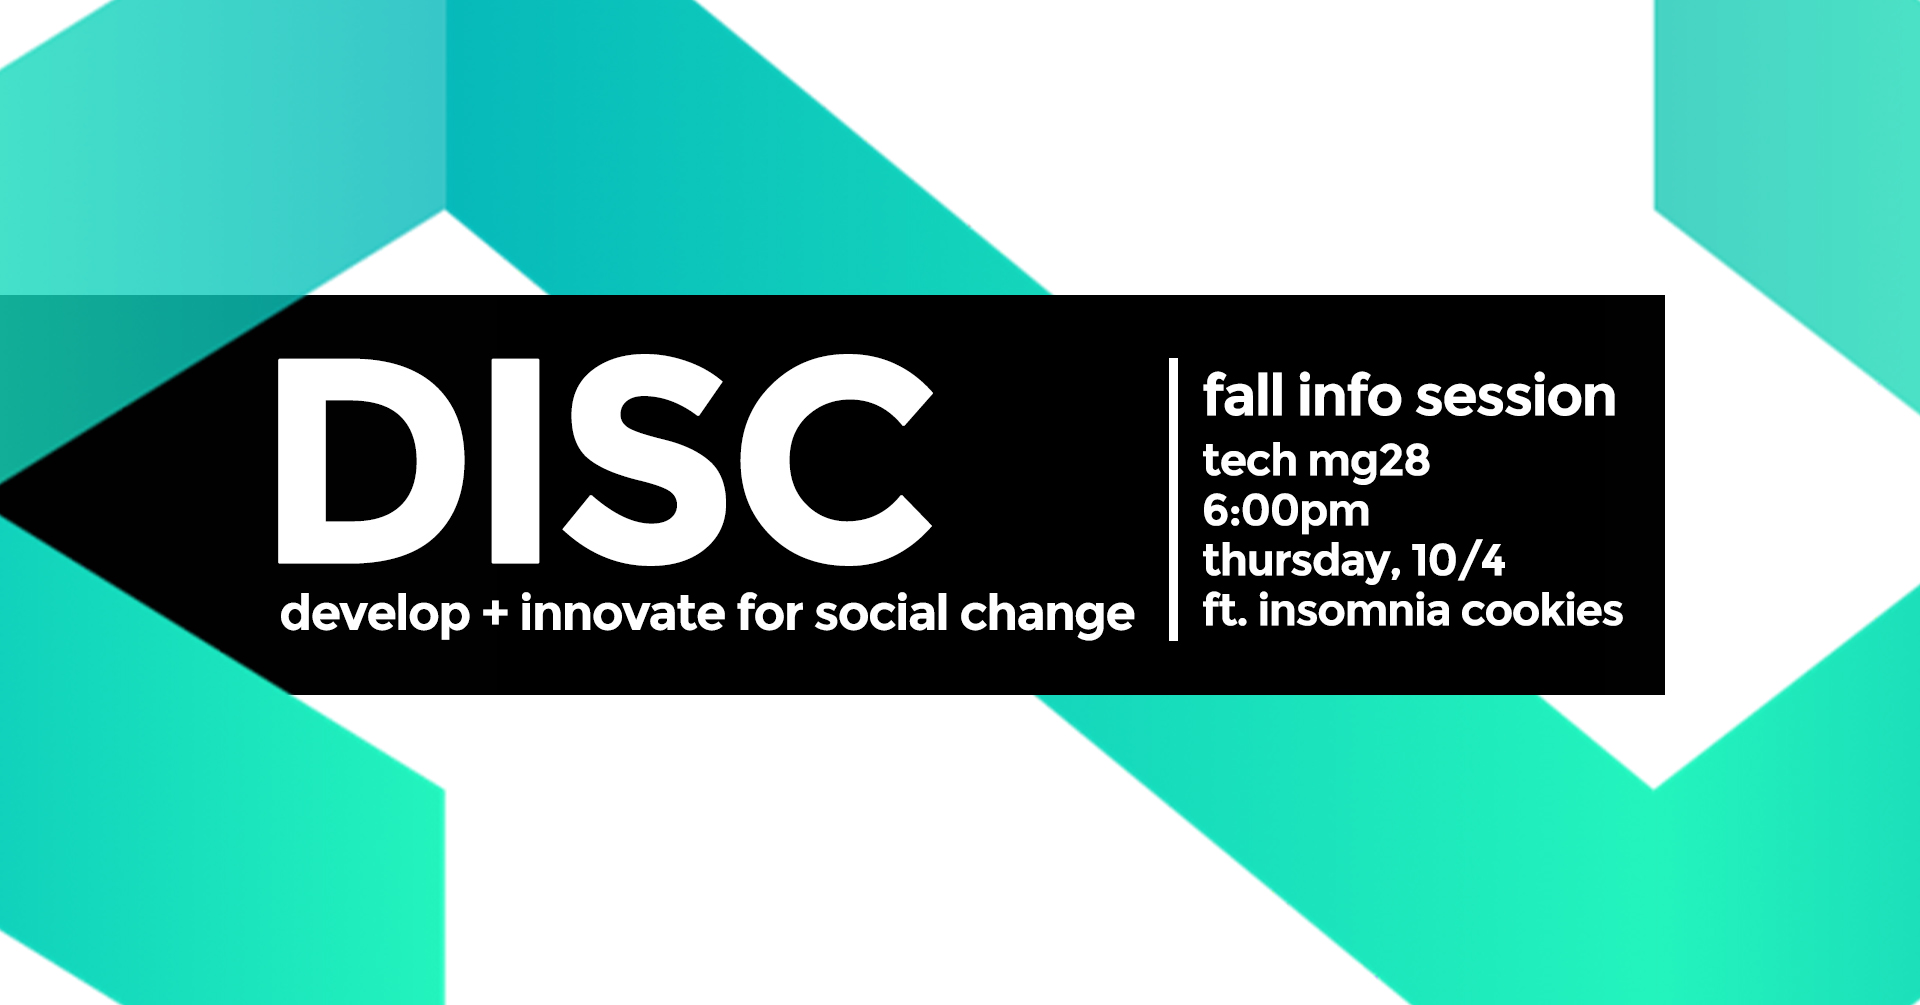 DISC
develop + innovate for social change
fall info session
tech mg28
6:00pm
thursday, 10/4
ft. insomnia cookies